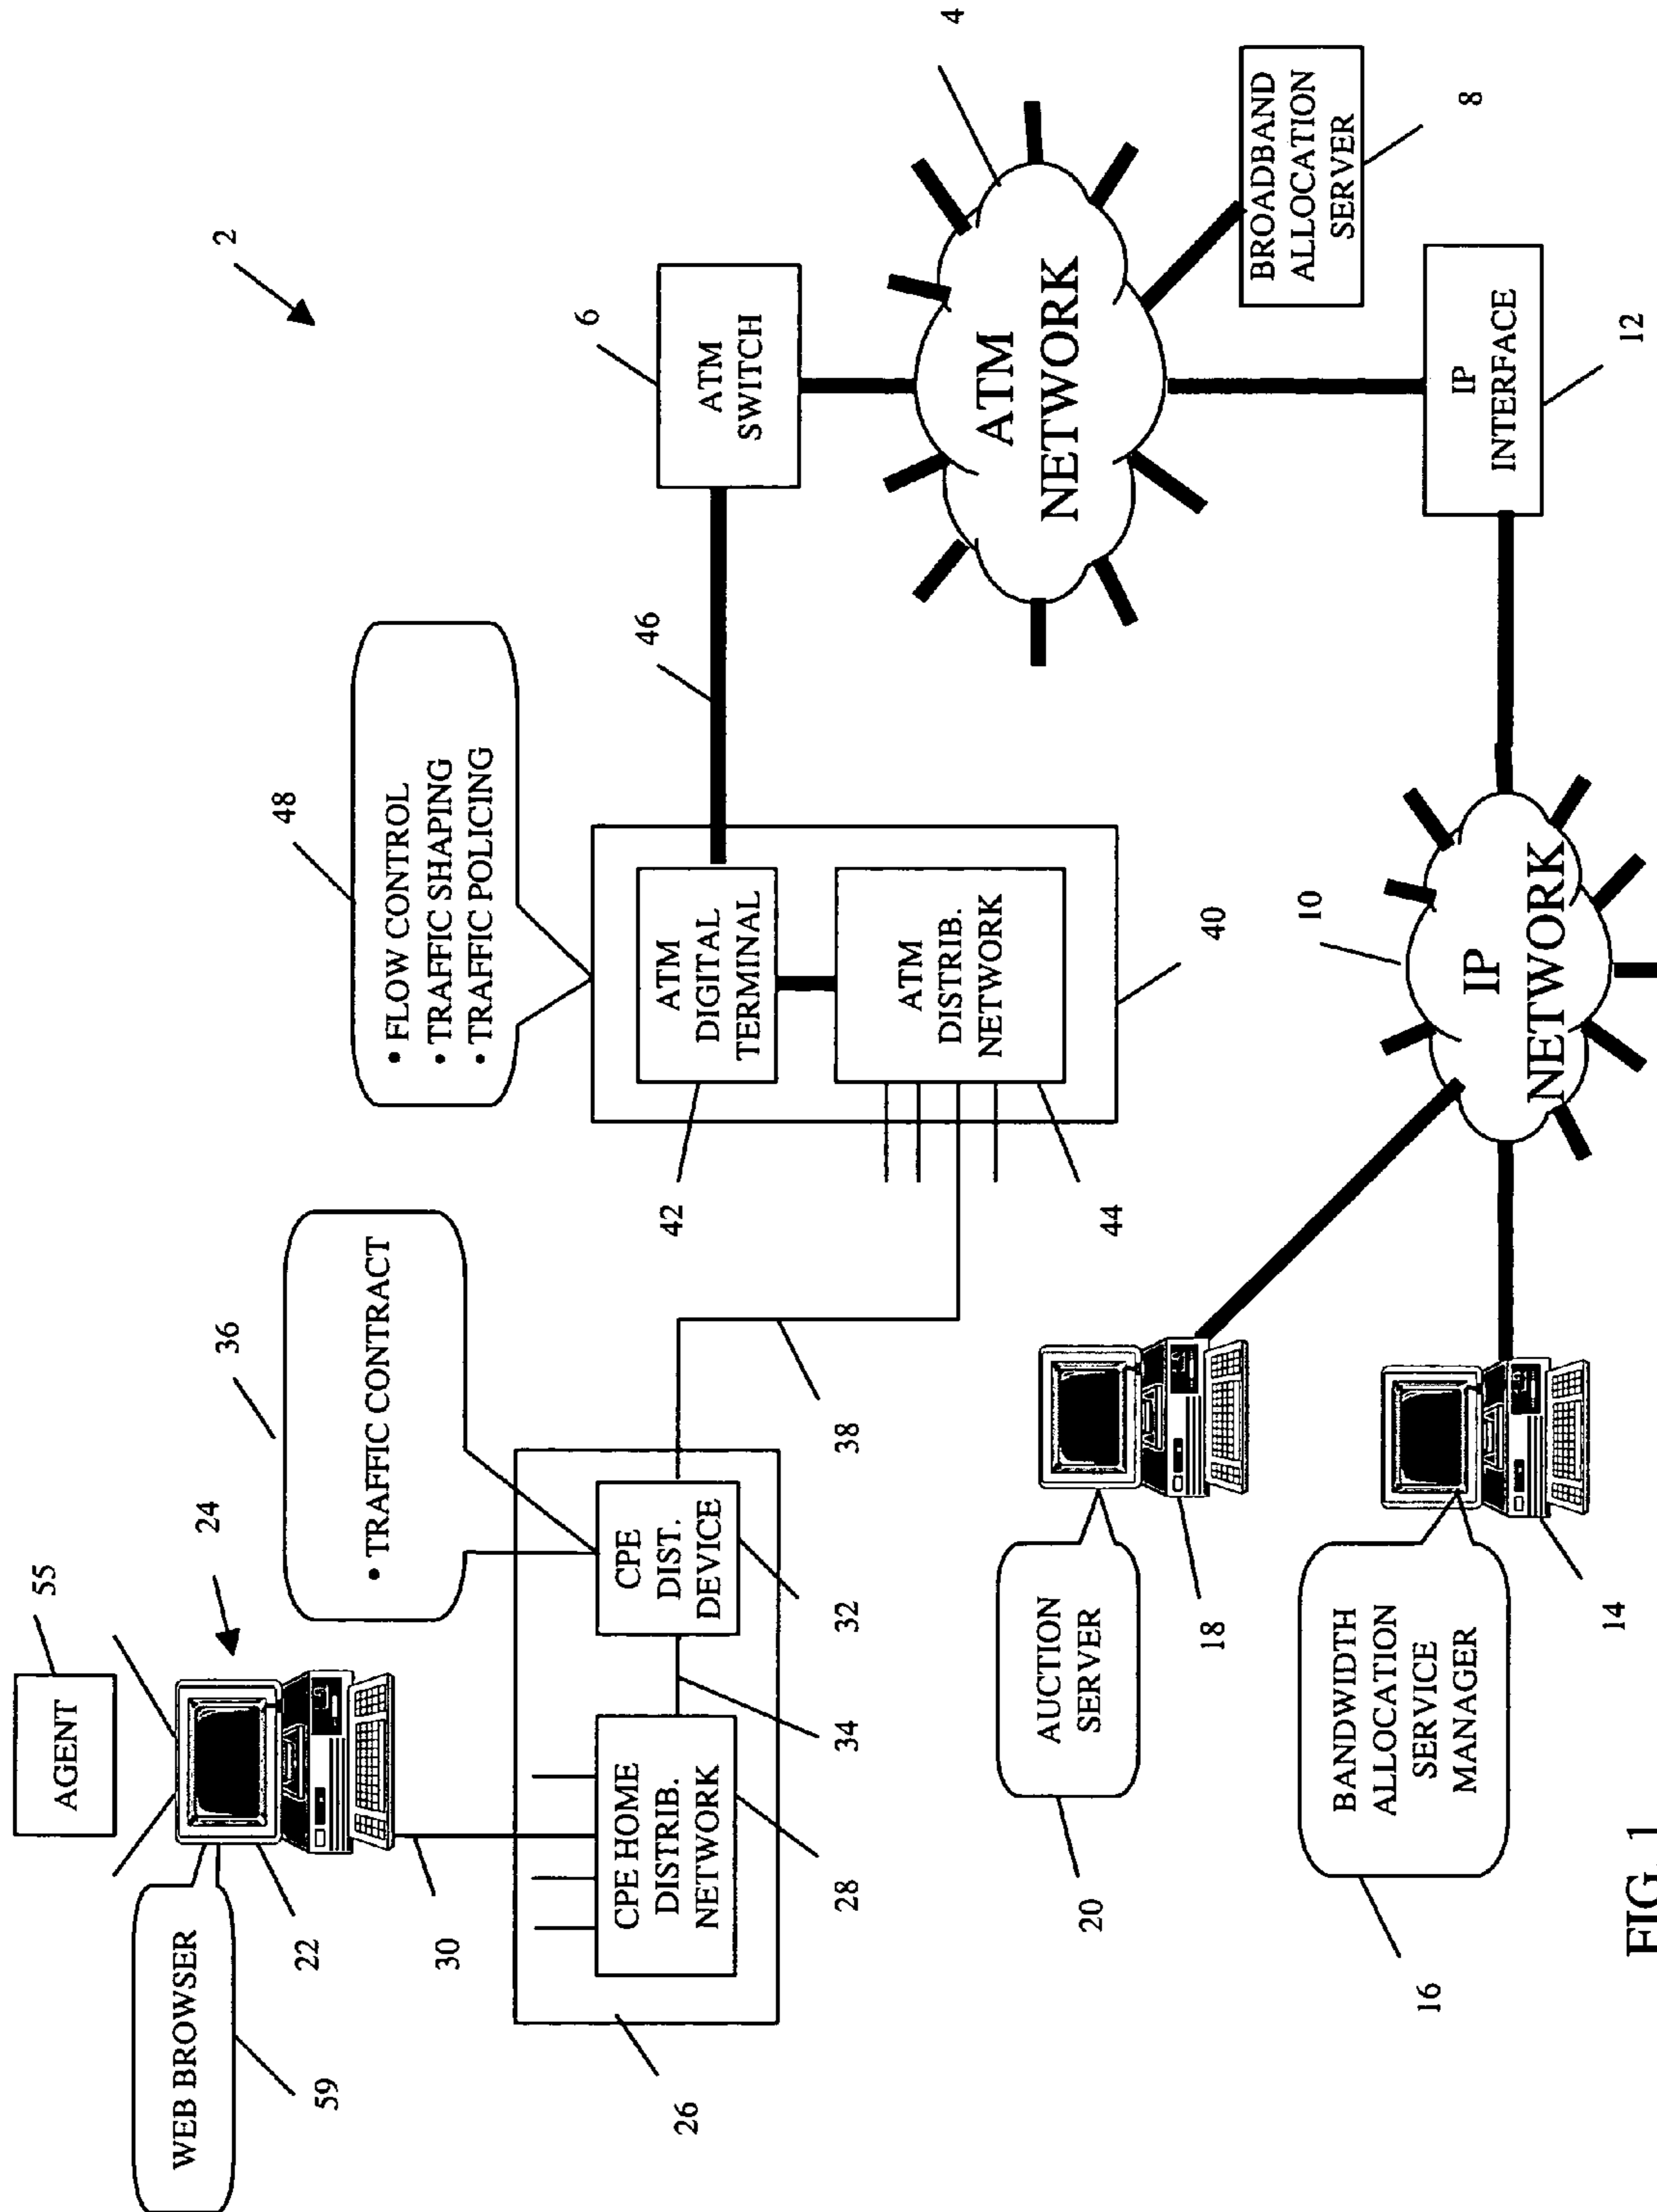 AGENT
55
WEB BROWSER
59
22
24
30
36
• TRAFFIC CONTRACT
CPE HOME
DISTRIB.
NETWORK
28
34
CPE
DIST.
DEVICE
32
26
38
48
• FLOW CONTROL
• TRAFFIC SHAPING
• TRAFFIC POLICING
ATM
DIGITAL
TERMINAL
42
ATM
DISTRIB.
NETWORK
44
40
46
2
6
ATM
SWITCH
4
ATM
NETWORK
BROADBAND
ALLOCATION
SERVER
8
IP
INTERFACE
12
10
IP
NETWORK
AUCTION
SERVER
20
18
BANDWIDTH
ALLOCATION
SERVICE
MANAGER
16
14
FIG. 1